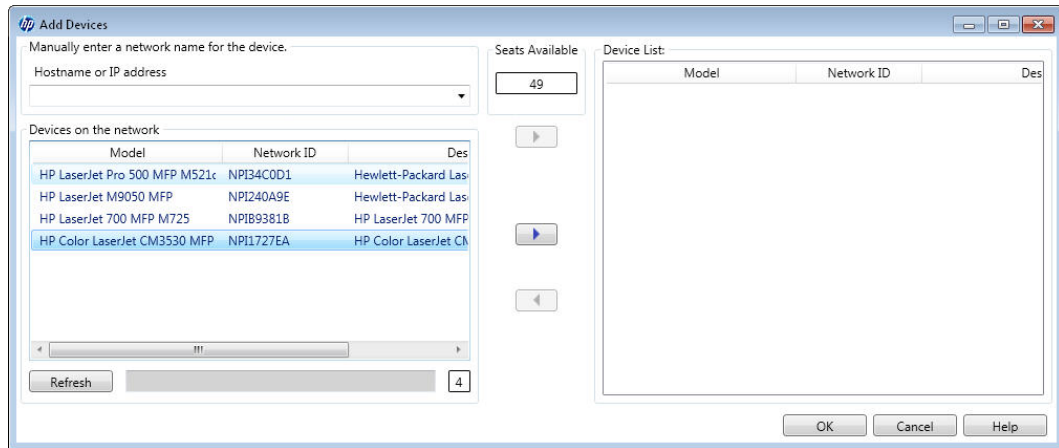 hp Add Devices
Manually enter a network name for the device.
Hostname or IP address
Devices on the network
Model Network ID Des
HP LaserJet Pro 500 MFP M521c NPI34C0D1 Hewlett-Packard Las
HP LaserJet M9050 MFP NPI240A9E Hewlett-Packard Las
HP LaserJet 700 MFP M725 NPIB9381B HP LaserJet 700 MFP
HP Color LaserJet CM3530 MFP NPI1727EA HP Color LaserJet CM
Refresh 4
Seats Available
49
Device List:
Model Network ID Des
OK Cancel Help